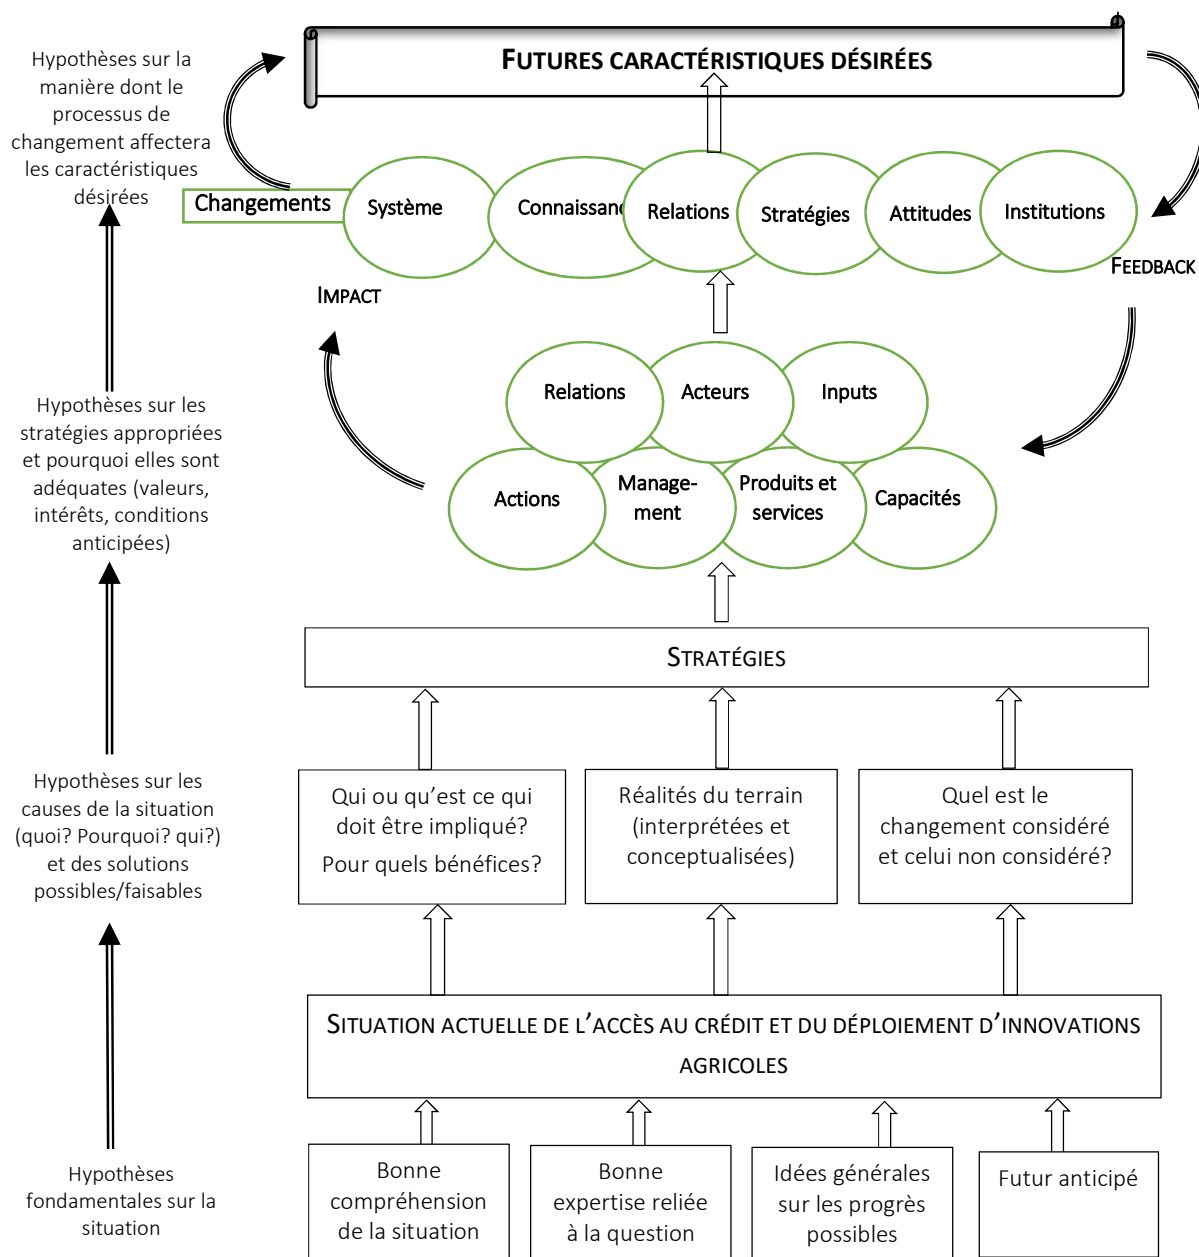 FUTURES CARACTÉRISTIQUES DÉSIRÉES
Hypothèses sur la
manière dont le
processus de
changement affectera
les caractéristiques
désirées
Changements
Système
Connaissanc
Relations
Stratégies
Attitudes
Institutions
IMPACT
FEEDBACK
Relations
Acteurs
Inputs
Hypothèses sur les
stratégies appropriées
et pourquoi elles sont
adéquates (valeurs,
intérêts, conditions
anticipées)
Actions
Manage-
ment
Produits et
services
Capacités
STRATÉGIES
Hypothèses sur les
causes de la situation
(quoi? Pourquoi? qui?)
et des solutions
possibles/faisables
Qui ou qu’est ce qui
doit être impliqué?
Pour quels bénéfices?
Réalités du terrain
(interprétées et
conceptualisées)
Quel est le
changement considéré
et celui non considéré?
SITUATION ACTUELLE DE L’ACCÈS AU CRÉDIT ET DU DÉPLOIEMENT D’INNOVATIONS
AGRICOLES
Hypothèses
fondamentales sur la
situation
Bonne
compréhension
de la situation
Bonne
expertise reliée
à la question
Idées générales
sur les progrès
possibles
Futur anticipé